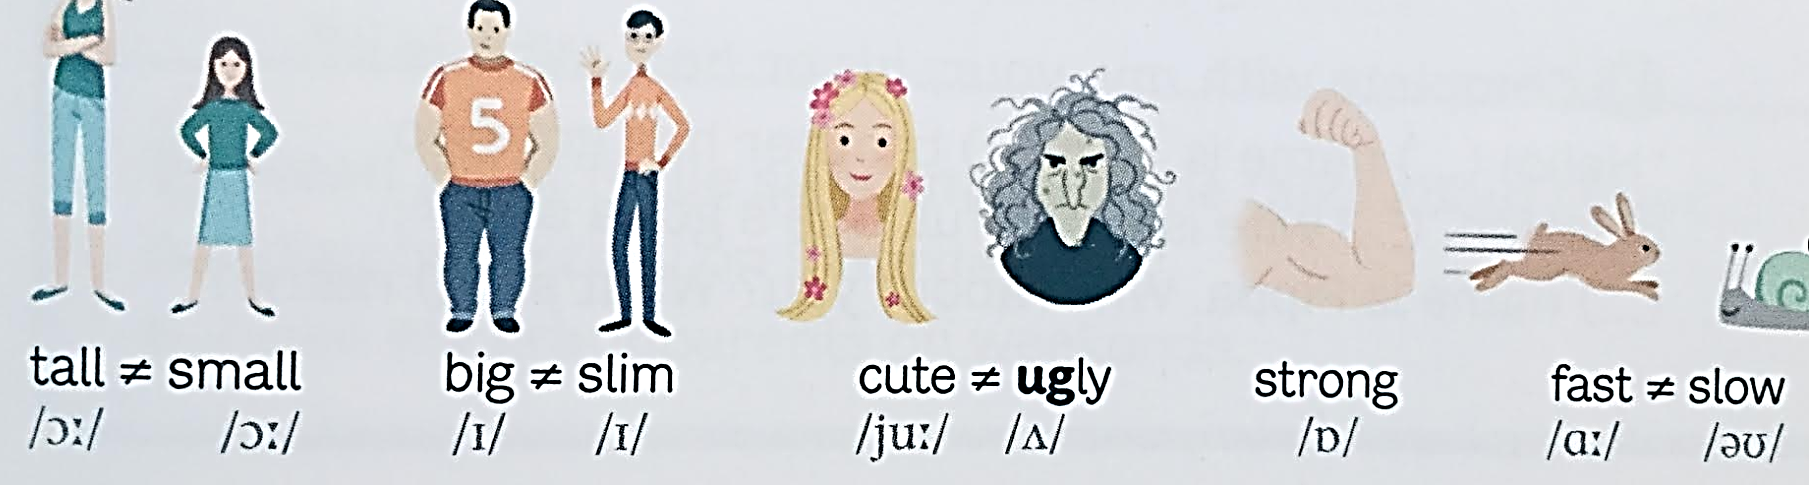 5
tall ≠ small big ≠ slim cute ≠ ugly strong fast ≠ slow
/ɔː/ /ɔː/ /ɪ/ /ɪ/ /juː/ /ʌ/ /ɒ/ /ɑː/ /əʊ/